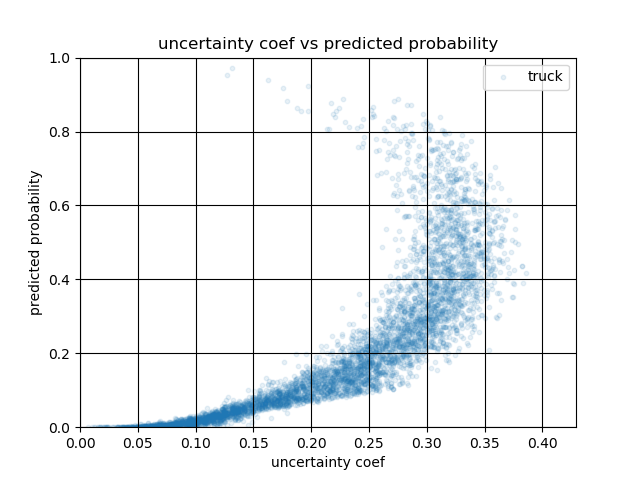 uncertainty coef vs predicted probability
truck
predicted probability
1.0
0.8
0.6
0.4
0.2
0.0
0.00 0.05 0.10 0.15 0.20 0.25 0.30 0.35 0.40
uncertainty coef